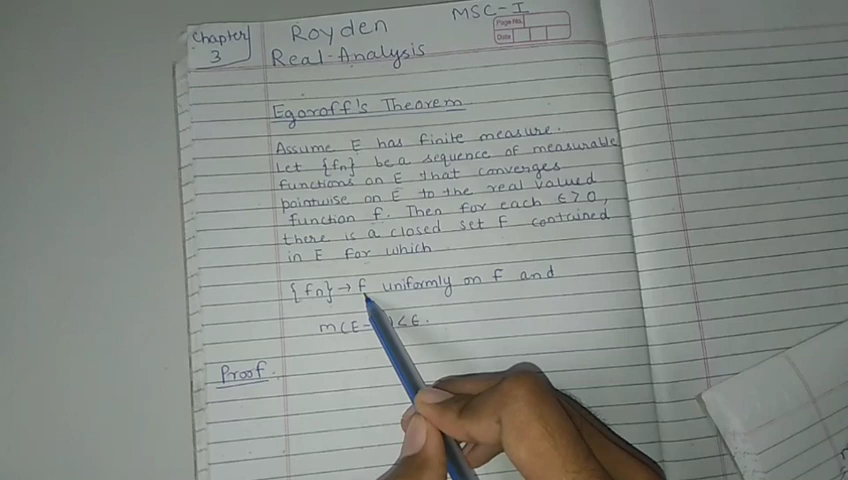 Chapter 3
Royden
MSC-I
Real-Analysis
Page No.
Date
Egoroff's Theorem
Assume E has finite measure.
Let {fn} be a sequence of measurable
functions on E that converges
pointwise on E to the real valued
function f. Then for each ε>0,
there is a closed set F contained
in E for which
{fn}→f uniformly on f and
m(E- )<ε.
Proof.